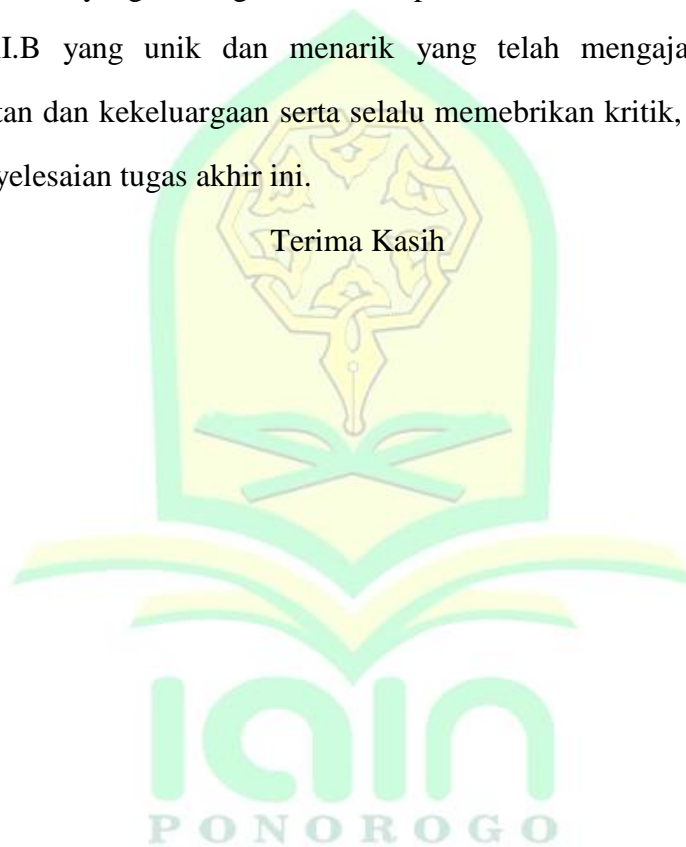 I.B yang unik dan menarik yang telah mengaja
tan dan kekeluargaan serta selalu memebrikan kritik,
yelesaian tugas akhir ini.
Terima Kasih
iain
PONOROGO